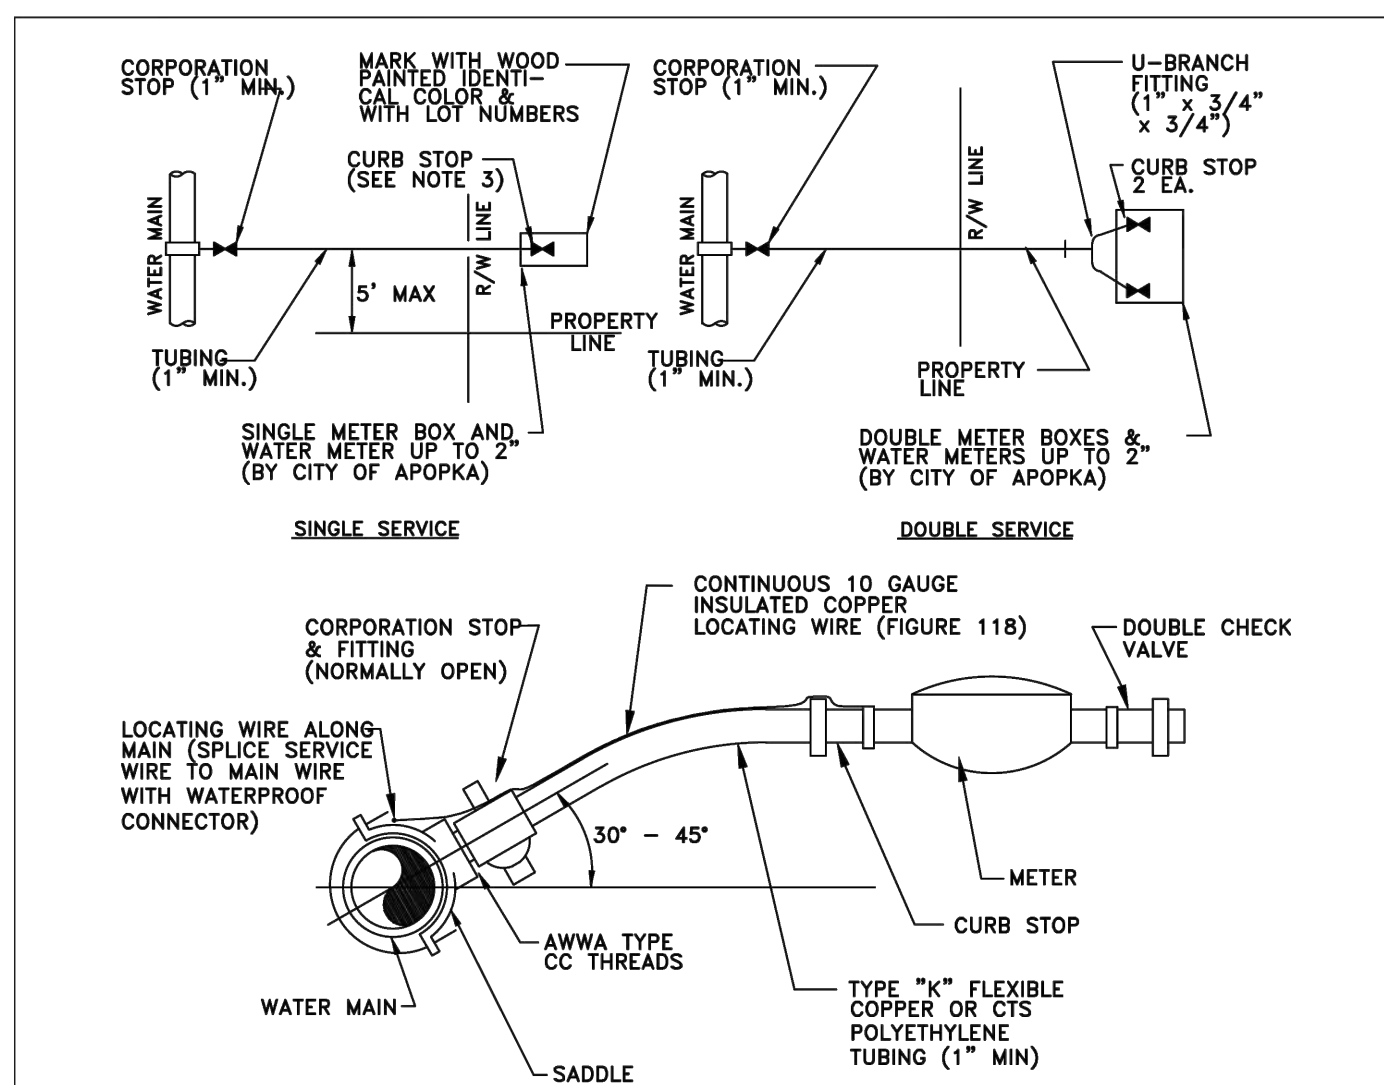 CORPORATION
STOP (1" MIN.)
MARK WITH WOOD
PAINTED IDENTI-
CAL COLOR &
WITH LOT NUMBERS
CURB STOP
(SEE NOTE 3)
WATER MAIN
R/W LINE
5' MAX
PROPERTY
LINE
TUBING
(1" MIN.)
SINGLE METER BOX AND
WATER METER UP TO 2"
(BY CITY OF APOPKA)
SINGLE SERVICE
CORPORATION
STOP (1" MIN.)
U-BRANCH
FITTING
(1" x 3/4"
x 3/4")
CURB STOP
2 EA.
WATER MAIN
R/W LINE
TUBING
(1" MIN.)
PROPERTY
LINE
DOUBLE METER BOXES &
WATER METERS UP TO 2"
(BY CITY OF APOPKA)
DOUBLE SERVICE
CONTINUOUS 10 GAUGE
INSULATED COPPER
LOCATING WIRE (FIGURE 118)
CORPORATION STOP
& FITTING
(NORMALLY OPEN)
DOUBLE CHECK
VALVE
LOCATING WIRE ALONG
MAIN (SPLICE SERVICE
WIRE TO MAIN WIRE
WITH WATERPROOF
CONNECTOR)
30° - 45°
METER
CURB STOP
AWWA TYPE
CC THREADS
TYPE "K" FLEXIBLE
COPPER OR CTS
POLYETHYLENE
TUBING (1" MIN)
WATER MAIN
SADDLE